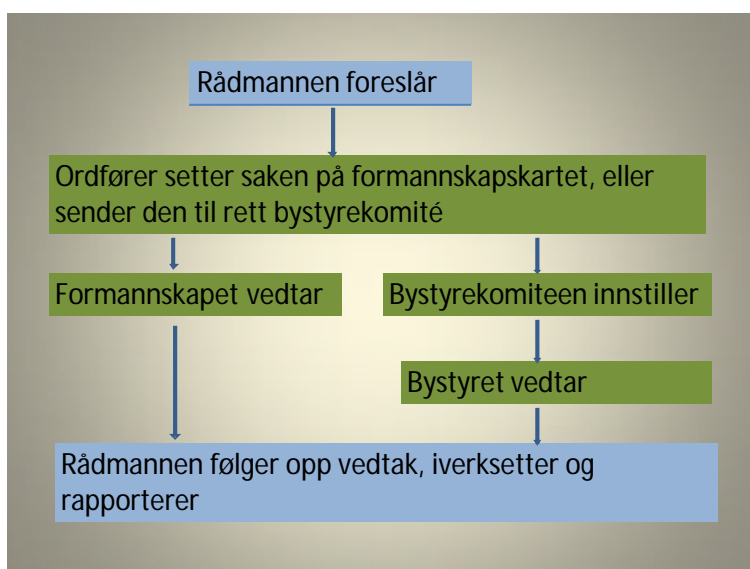 Rådmannen foreslår
Ordfører setter saken på formannskapskartet, eller
sender den til rett bystyrekomité
Formannskapet vedtar
Bystyrekomiteen innstiller
Bystyret vedtar
Rådmannen følger opp vedtak, iverksetter og
rapporterer